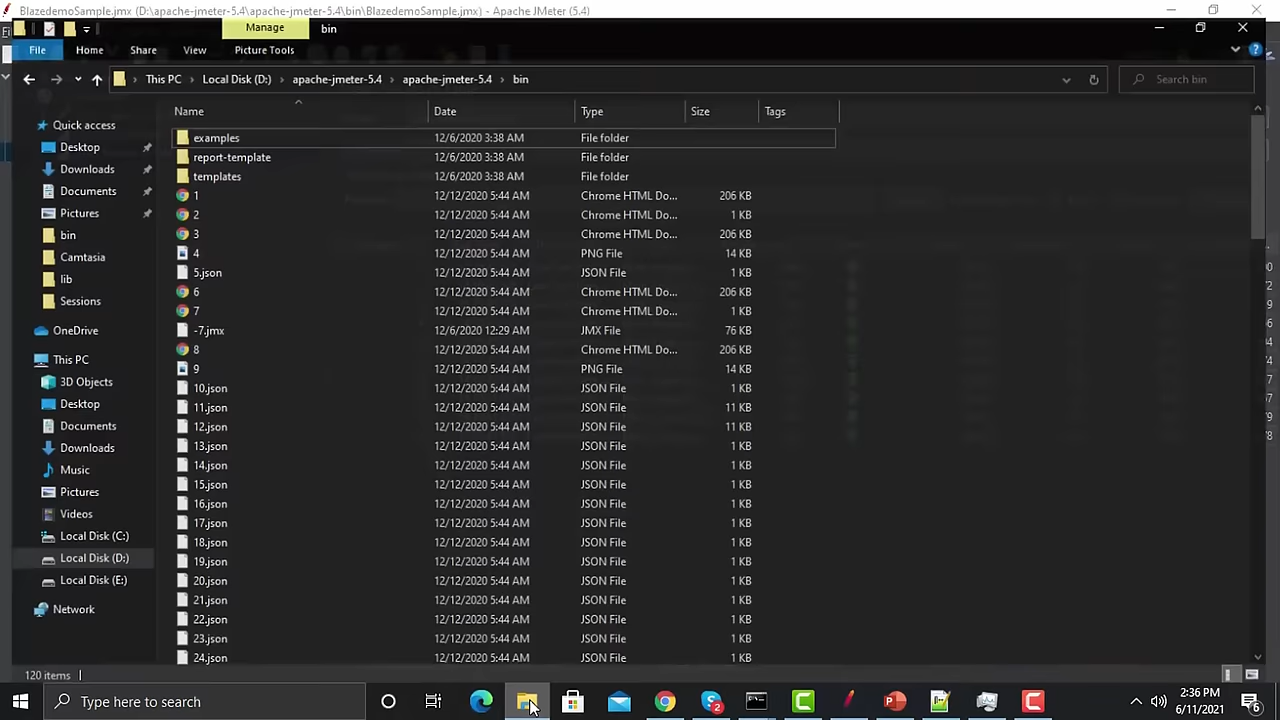 BlazedemoSample.jmx (D:\apache-jmeter-5.4\apache-jmeter-5.4\bin\BlazedemoSample.jmx) - Apache JMeter (5.4)
Manage bin
File Home Share View Picture Tools
This PC Local Disk (D:) apache-jmeter-5.4 apache-jmeter-5.4 bin Search bin
Name Date Type Size Tags
Quick access
Desktop
Downloads
Documents
Pictures
bin
Camtasia
lib
Sessions
OneDrive
This PC
3D Objects
Desktop
Documents
Downloads
Music
Pictures
Videos
Local Disk (C:)
Local Disk (D:)
Local Disk (E:)
Network
examples 12/6/2020 3:38 AM File folder
report-template 12/6/2020 3:38 AM File folder
templates 12/6/2020 3:38 AM File folder
1 12/12/2020 5:44 AM Chrome HTML Do... 206 KB
2 12/12/2020 5:44 AM Chrome HTML Do... 1 KB
3 12/12/2020 5:44 AM Chrome HTML Do... 206 KB
4 12/12/2020 5:44 AM PNG File 14 KB
5.json 12/12/2020 5:44 AM JSON File 1 KB
6 12/12/2020 5:44 AM Chrome HTML Do... 206 KB
7 12/12/2020 5:44 AM Chrome HTML Do... 1 KB
-7.jmx 12/6/2020 12:29 AM JMX File 76 KB
8 12/12/2020 5:44 AM Chrome HTML Do... 206 KB
9 12/12/2020 5:44 AM PNG File 14 KB
10.json 12/12/2020 5:44 AM JSON File 1 KB
11.json 12/12/2020 5:44 AM JSON File 11 KB
12.json 12/12/2020 5:44 AM JSON File 11 KB
13.json 12/12/2020 5:44 AM JSON File 1 KB
14.json 12/12/2020 5:44 AM JSON File 1 KB
15.json 12/12/2020 5:44 AM JSON File 1 KB
16.json 12/12/2020 5:44 AM JSON File 1 KB
17.json 12/12/2020 5:44 AM JSON File 1 KB
18.json 12/12/2020 5:44 AM JSON File 1 KB
19.json 12/12/2020 5:44 AM JSON File 1 KB
20.json 12/12/2020 5:44 AM JSON File 1 KB
21.json 12/12/2020 5:44 AM JSON File 1 KB
22.json 12/12/2020 5:44 AM JSON File 1 KB
23.json 12/12/2020 5:44 AM JSON File 1 KB
24.json 12/12/2020 5:44 AM JSON File 1 KB
120 items
Type here to search
2:36 PM
6/11/2021